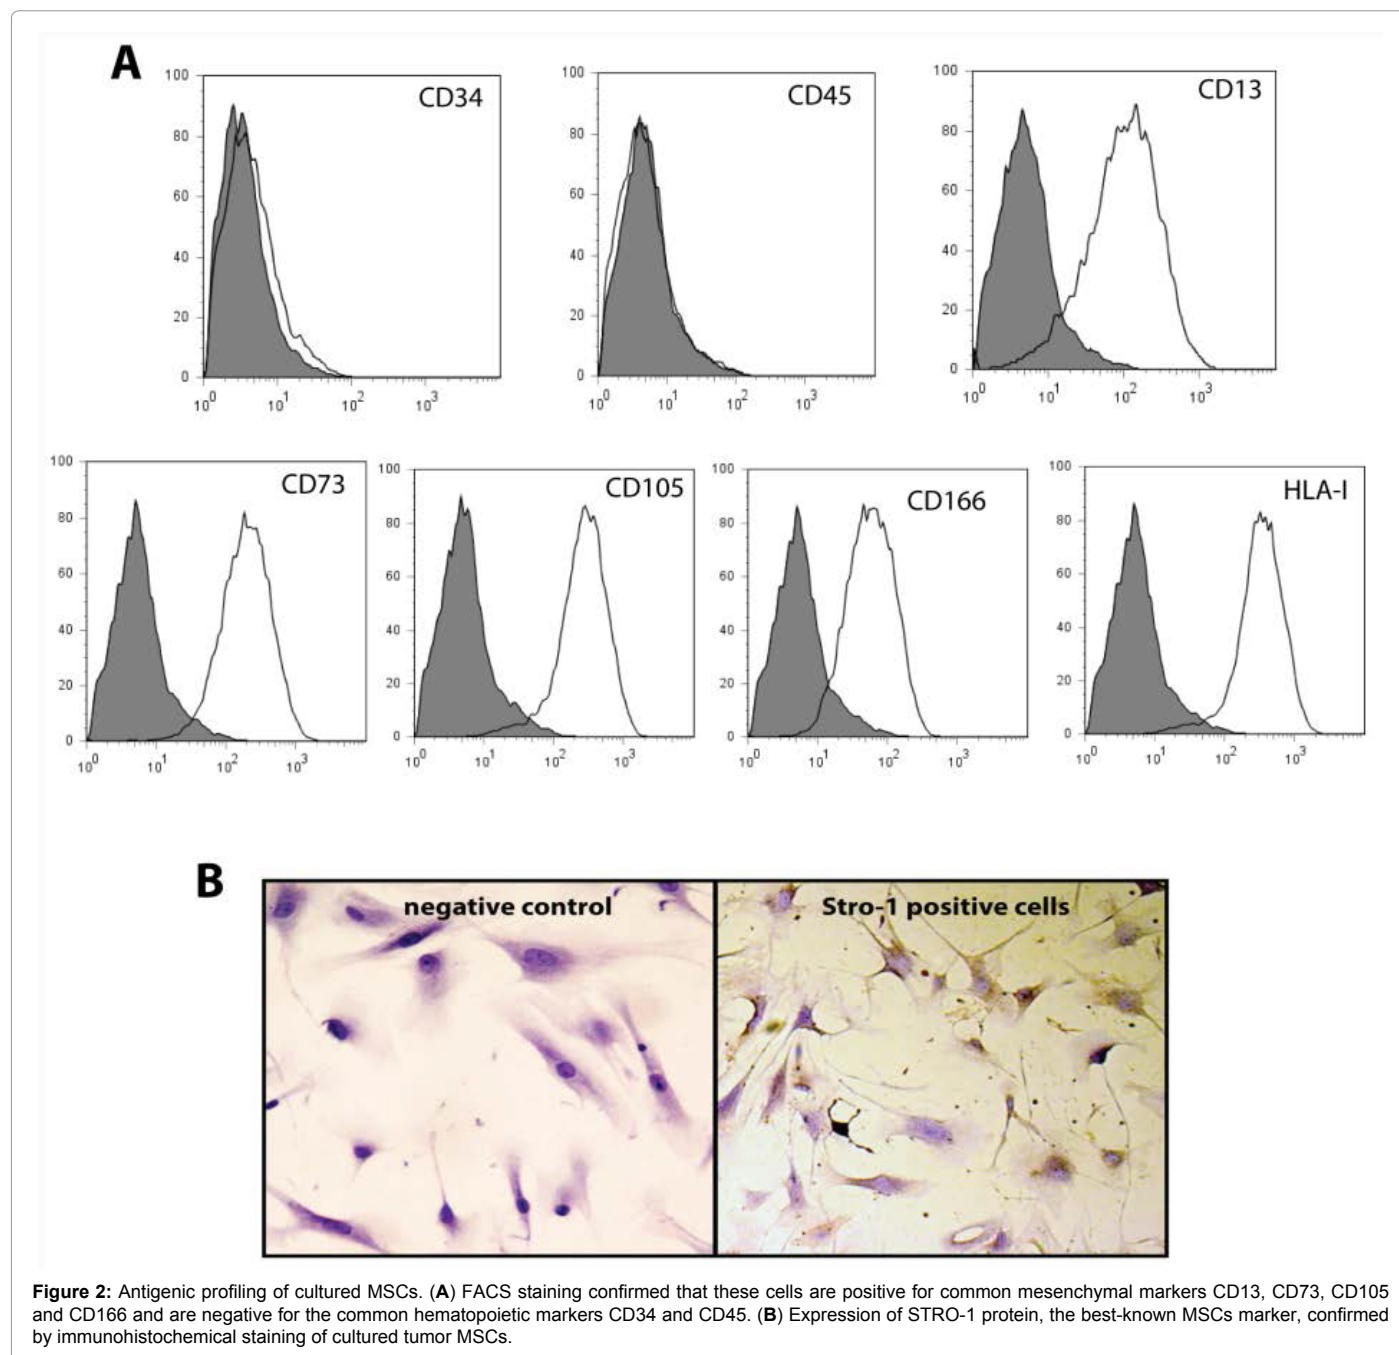 A
CD34
100
80
60
40
20
0
10^0 10^1 10^2 10^3
CD45
100
80
60
40
20
0
10^0 10^1 10^2 10^3
CD13
100
80
60
40
20
0
10^0 10^1 10^2 10^3
CD73
100
80
60
40
20
0
10^0 10^1 10^2 10^3
CD105
100
80
60
40
20
0
10^0 10^1 10^2 10^3
CD166
100
80
60
40
20
0
10^0 10^1 10^2 10^3
HLA-I
100
80
60
40
20
0
10^0 10^1 10^2 10^3
B
negative control
Stro-1 positive cells
Figure 2: Antigenic profiling of cultured MSCs. (A) FACS staining confirmed that these cells are positive for common mesenchymal markers CD13, CD73, CD105
and CD166 and are negative for the common hematopoietic markers CD34 and CD45. (B) Expression of STRO-1 protein, the best-known MSCs marker, confirmed
by immunohistochemical staining of cultured tumor MSCs.